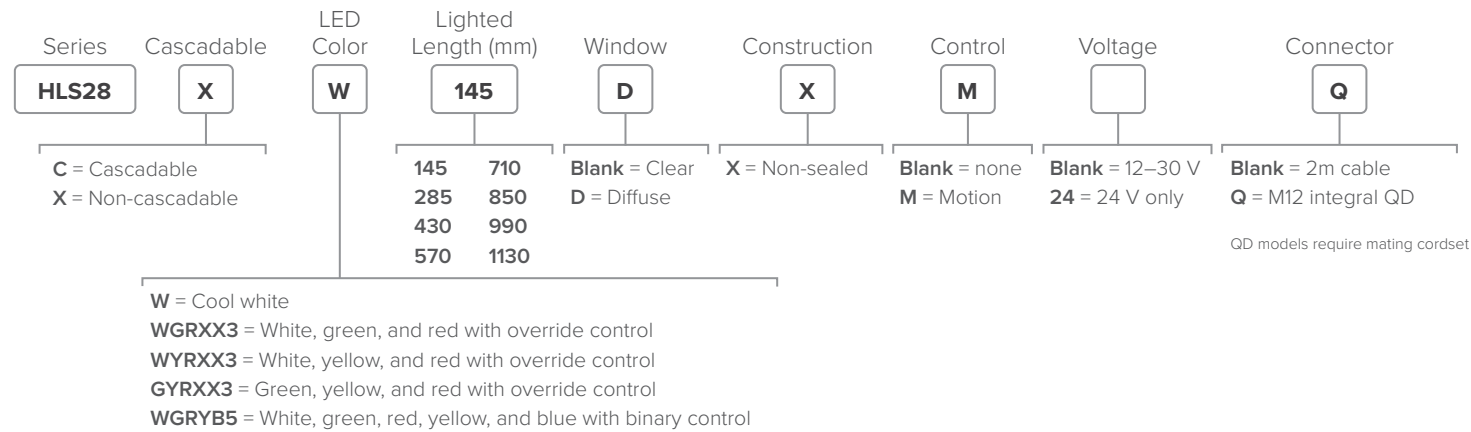 Series Cascadable LED Color Lighted Length (mm) Window Construction Control Voltage Connector
HLS28 X W 145 D X M Q
C = Cascadable
X = Non-cascadable
145 710
285 850
430 990
570 1130
Blank = Clear
D = Diffuse
X = Non-sealed
Blank = none
M = Motion
Blank = 12–30 V
24 = 24 V only
Blank = 2m cable
Q = M12 integral QD
QD models require mating cordset
W = Cool white
WGRXX3 = White, green, and red with override control
WYRXX3 = White, yellow, and red with override control
GYRXX3 = Green, yellow, and red with override control
WGRYB5 = White, green, red, yellow, and blue with binary control